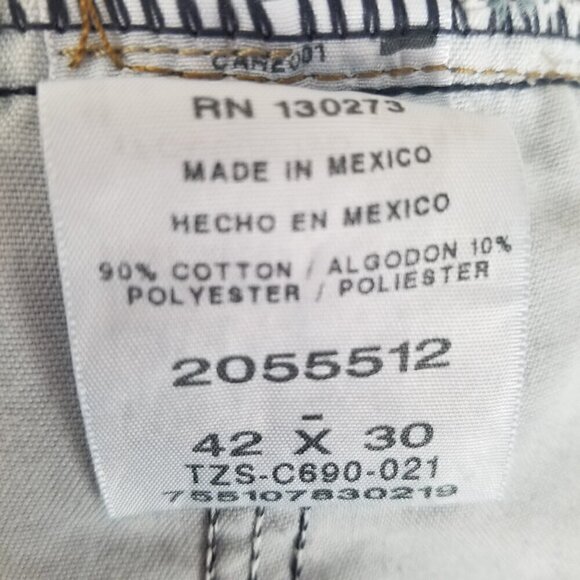 CARE001
RN 130273
MADE IN MEXICO
HECHO EN MEXICO
90% COTTON / ALGODON 10%
POLYESTER / POLIESTER
2055512
-
42 X 30
TZS-C690-021
755107830219